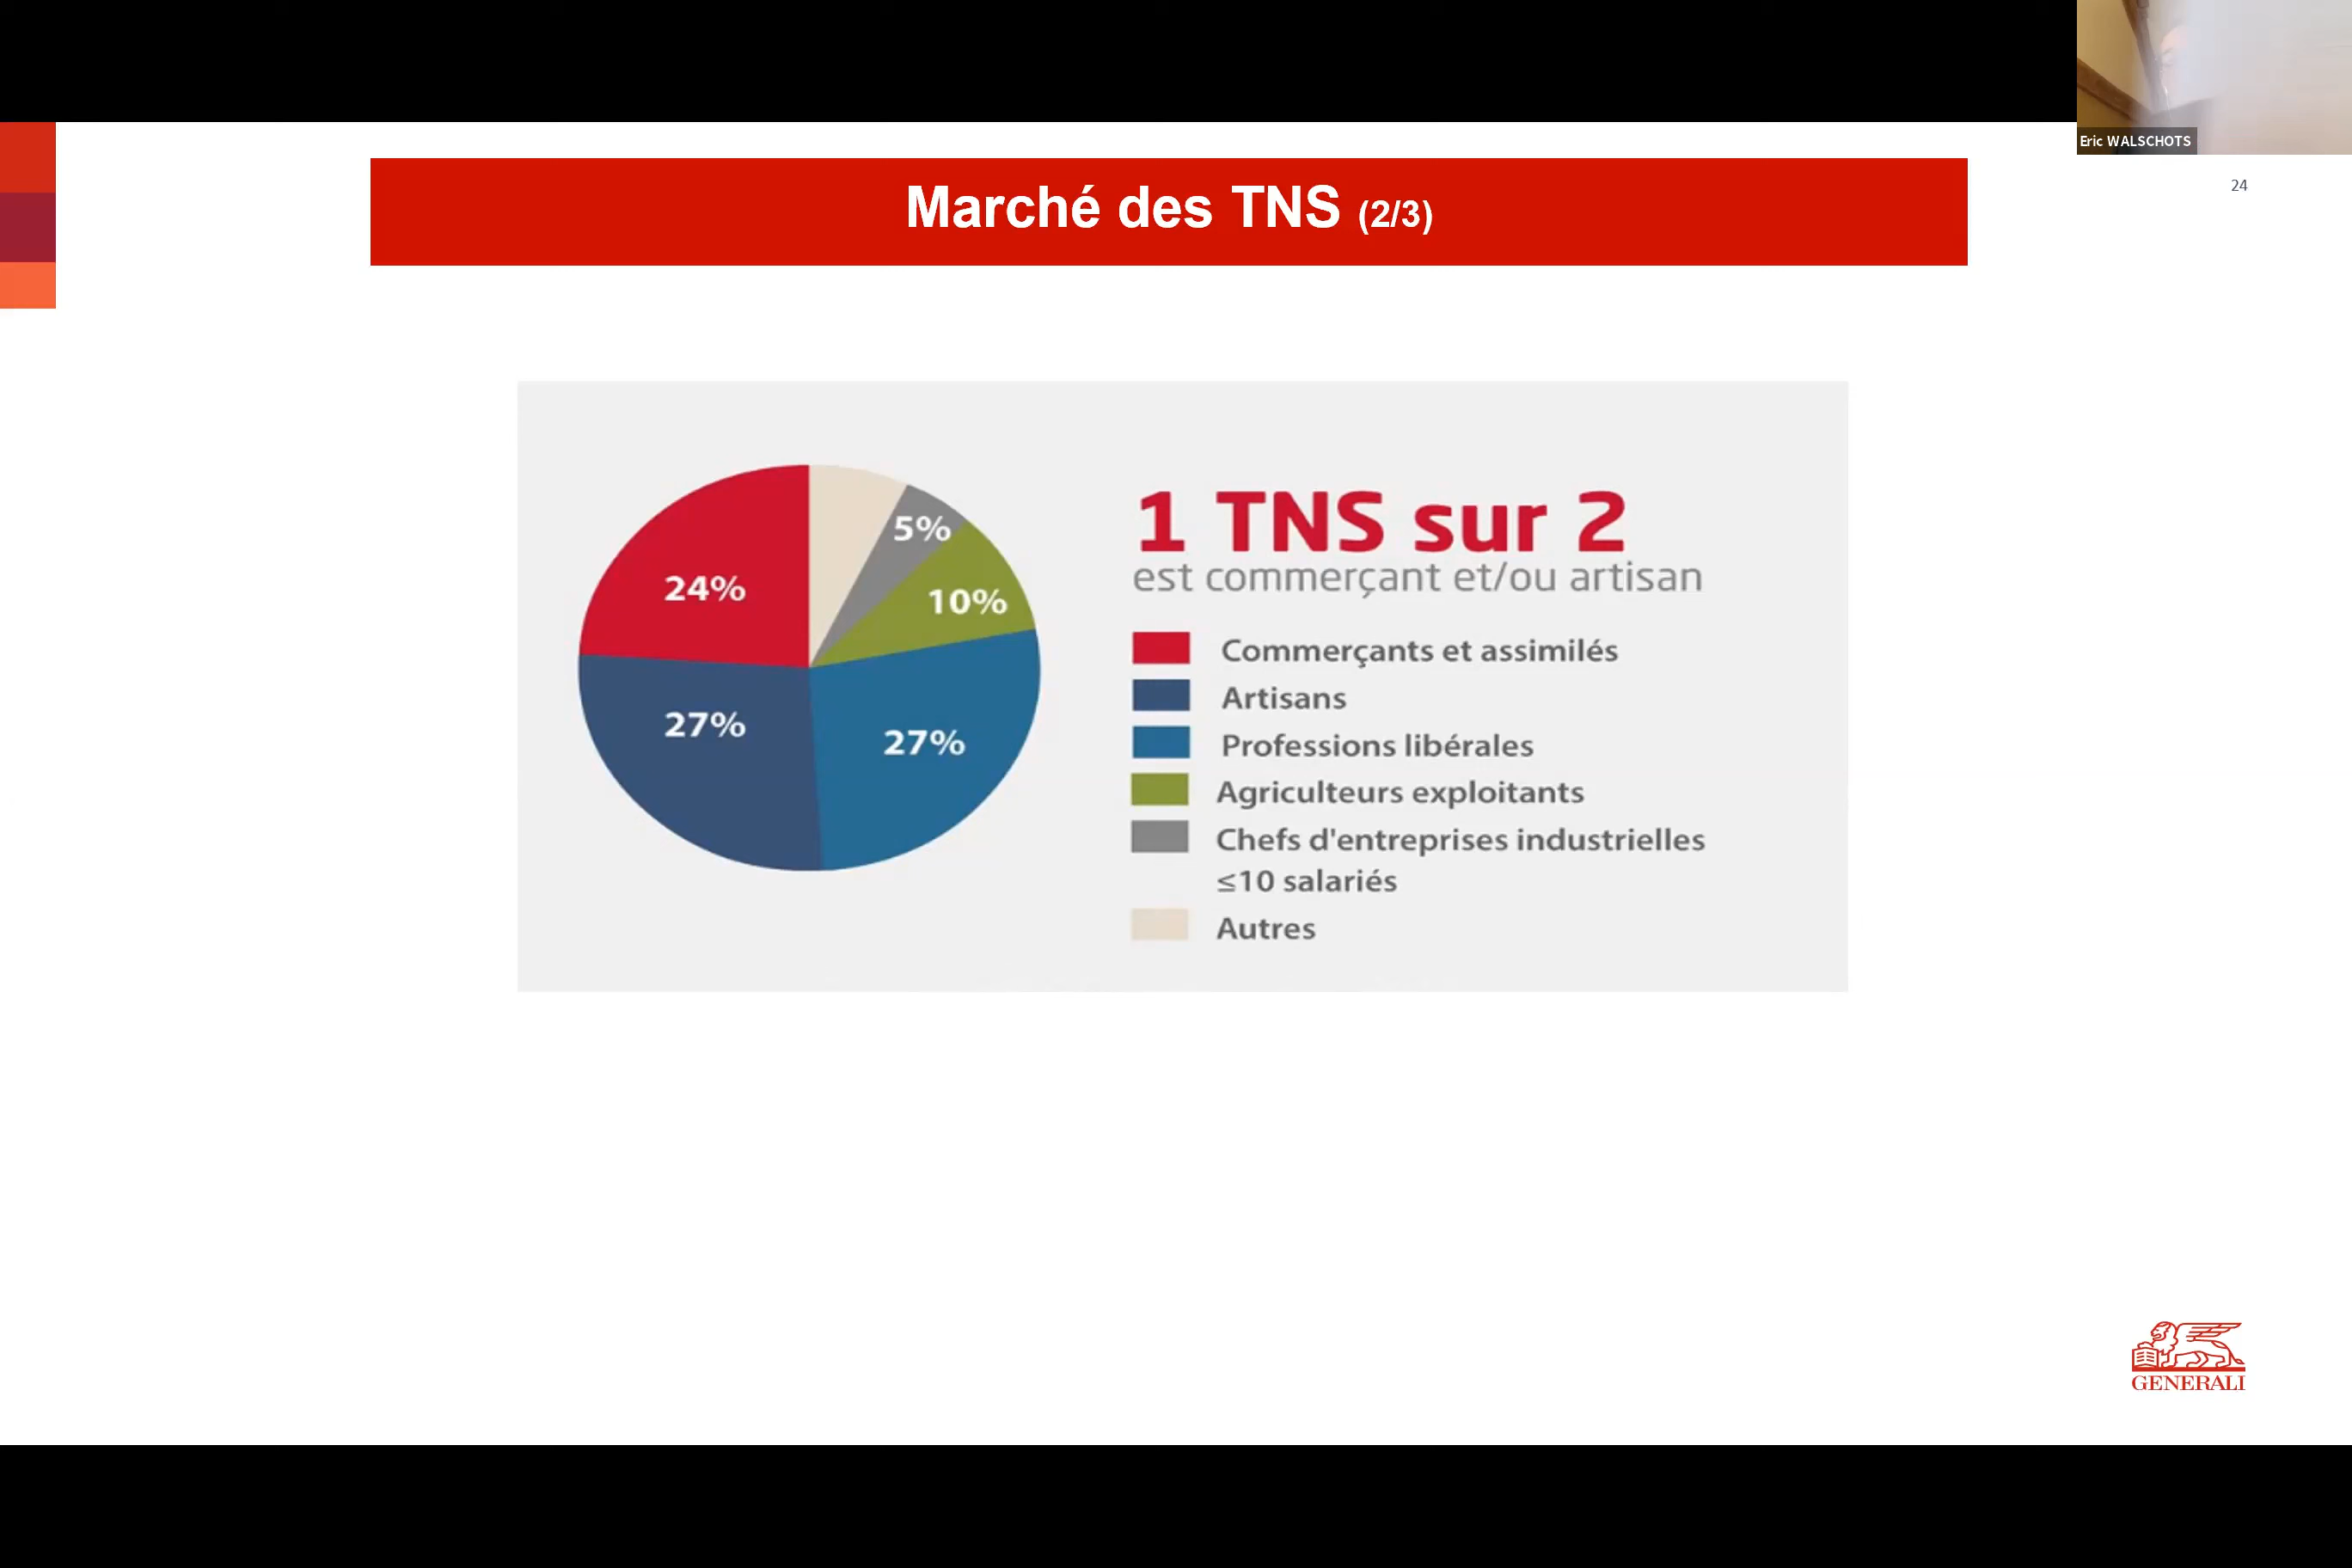 Eric WALSCHOTS
24
Marché des TNS (2/3)
5%
24%
10%
27%
27%
1 TNS sur 2
est commerçant et/ou artisan
Commerçants et assimilés
Artisans
Professions libérales
Agriculteurs exploitants
Chefs d'entreprises industrielles
≤10 salariés
Autres
GENERALI